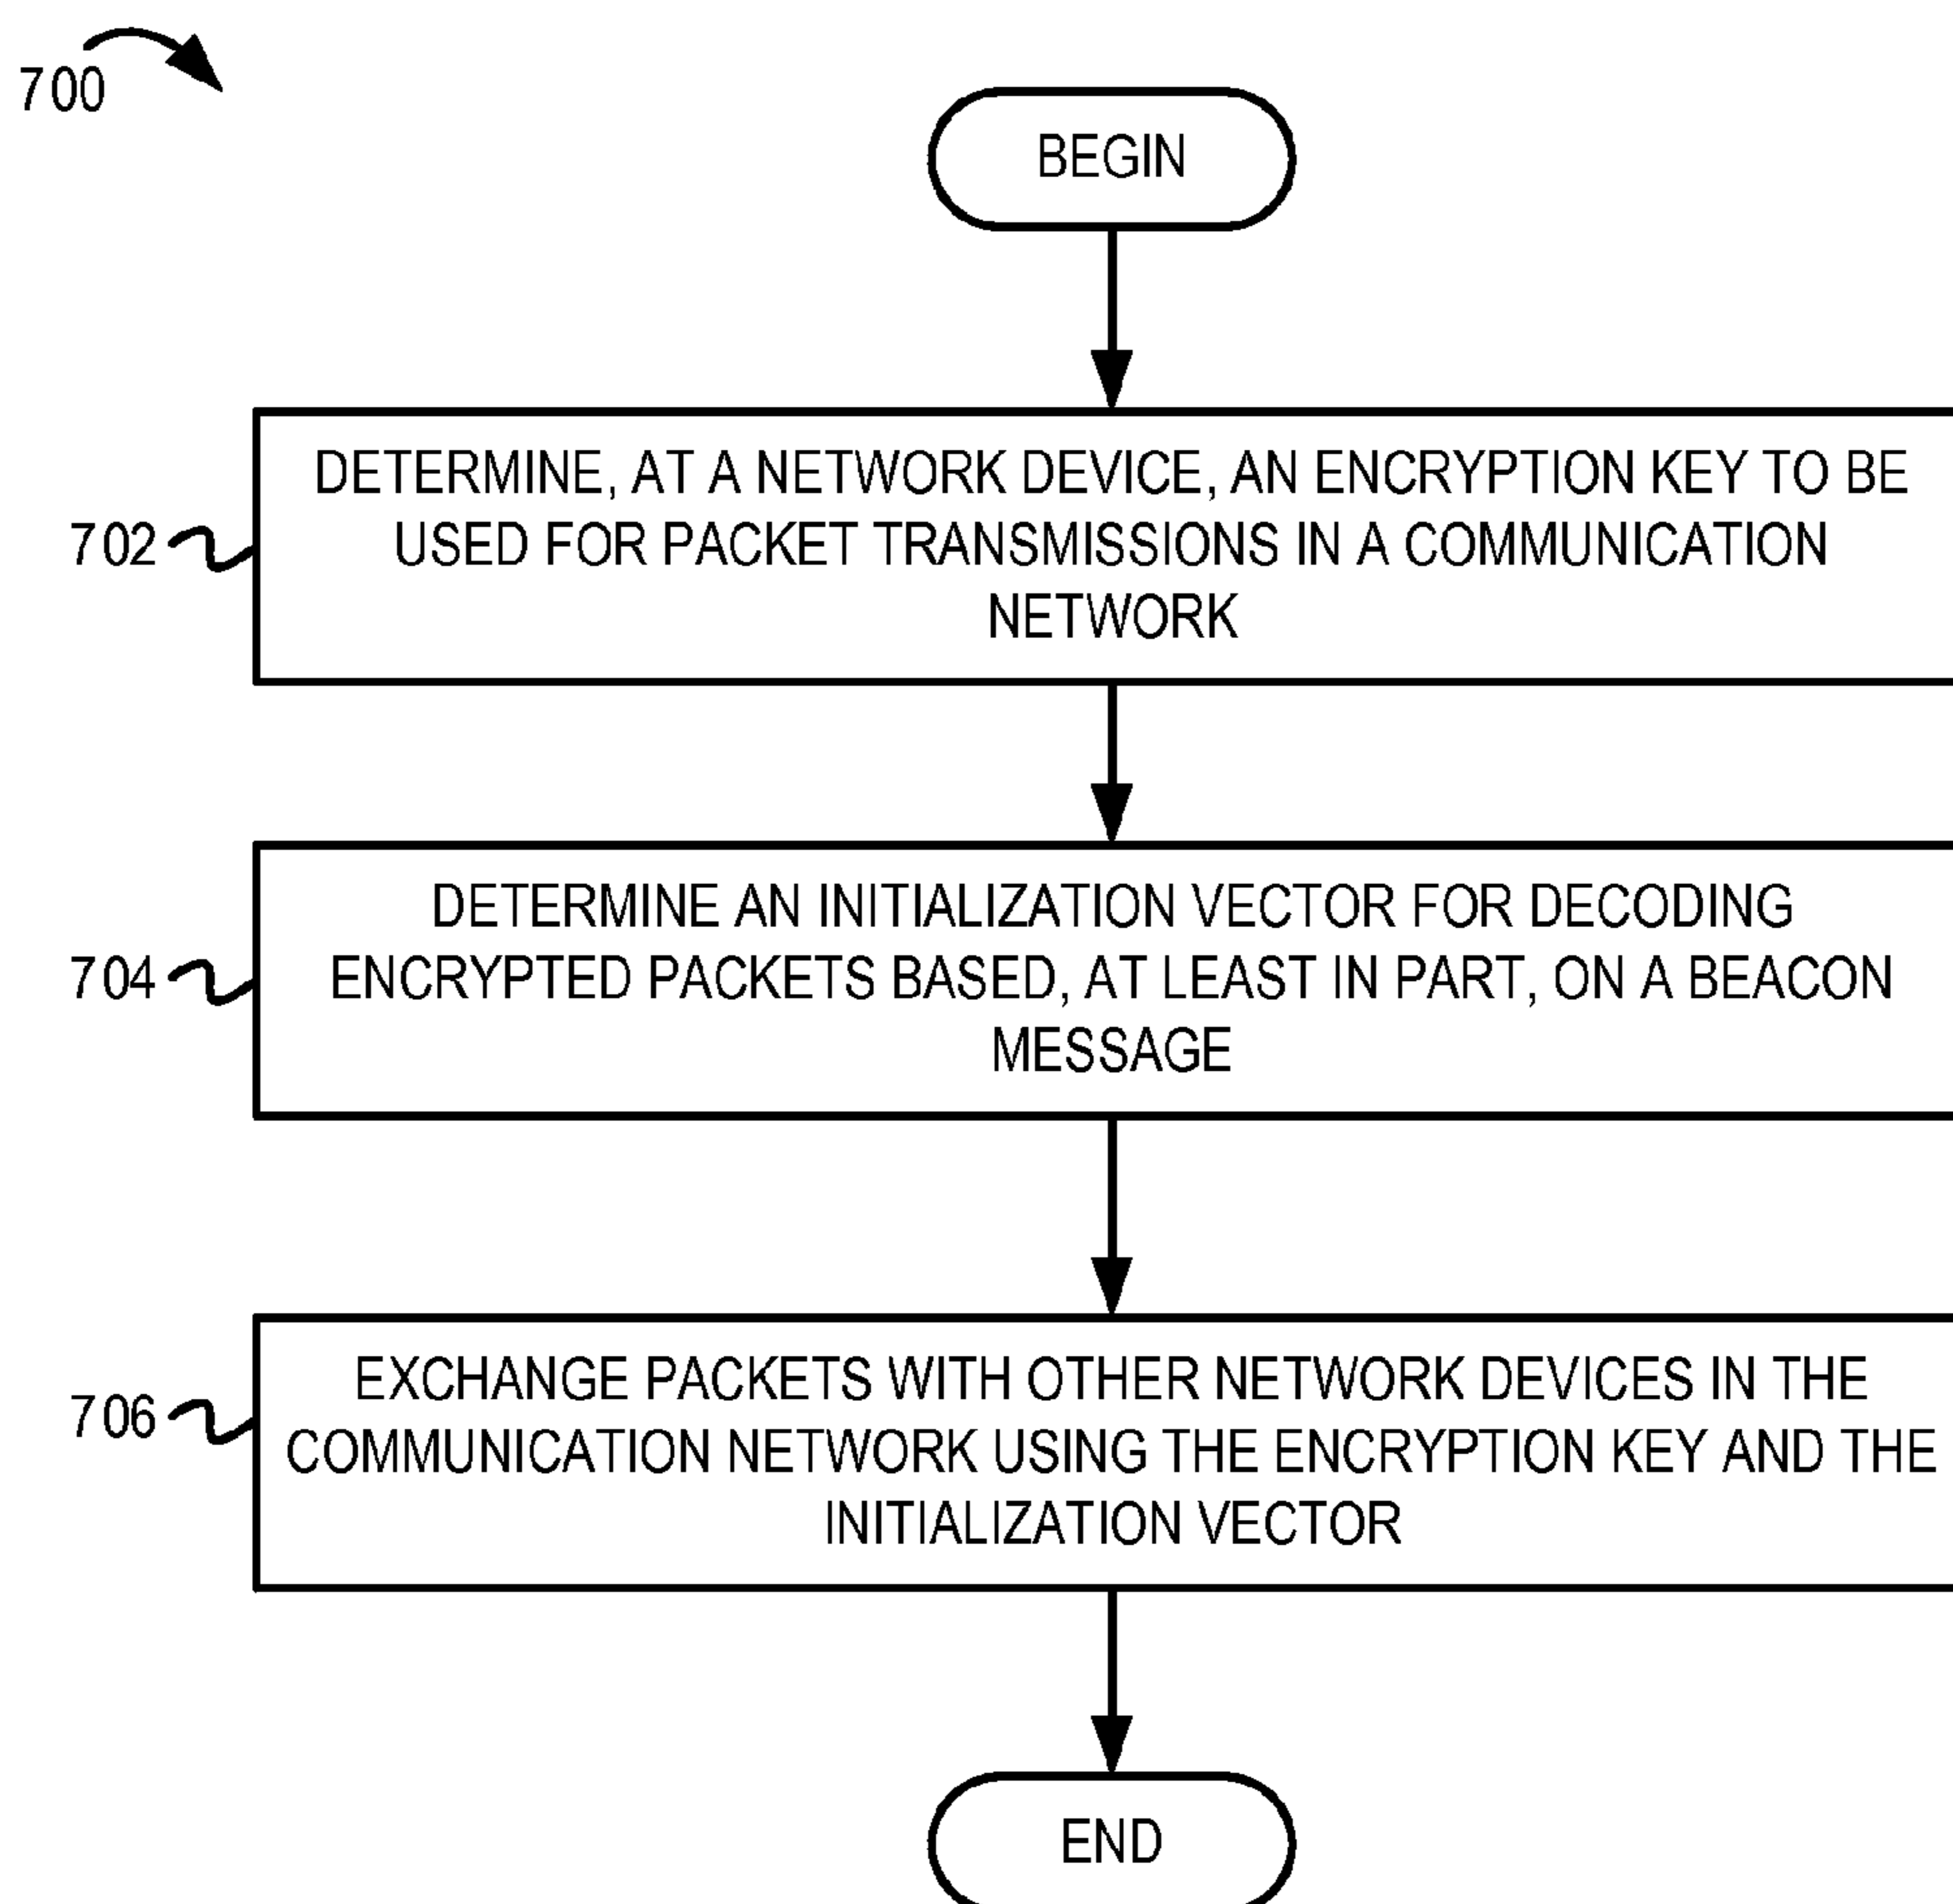 700
BEGIN
DETERMINE, AT A NETWORK DEVICE, AN ENCRYPTION KEY TO BE
USED FOR PACKET TRANSMISSIONS IN A COMMUNICATION
NETWORK
702
DETERMINE AN INITIALIZATION VECTOR FOR DECODING
ENCRYPTED PACKETS BASED, AT LEAST IN PART, ON A BEACON
MESSAGE
704
EXCHANGE PACKETS WITH OTHER NETWORK DEVICES IN THE
COMMUNICATION NETWORK USING THE ENCRYPTION KEY AND THE
INITIALIZATION VECTOR
706
END